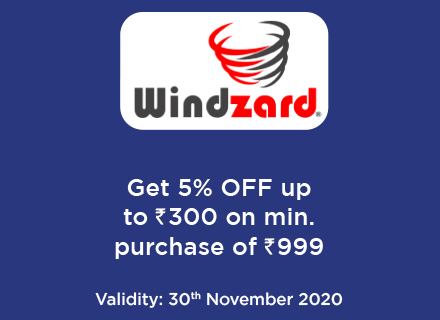 Windzard®
Get 5% OFF up
to ₹300 on min.
purchase of ₹999
Validity: 30th November 2020